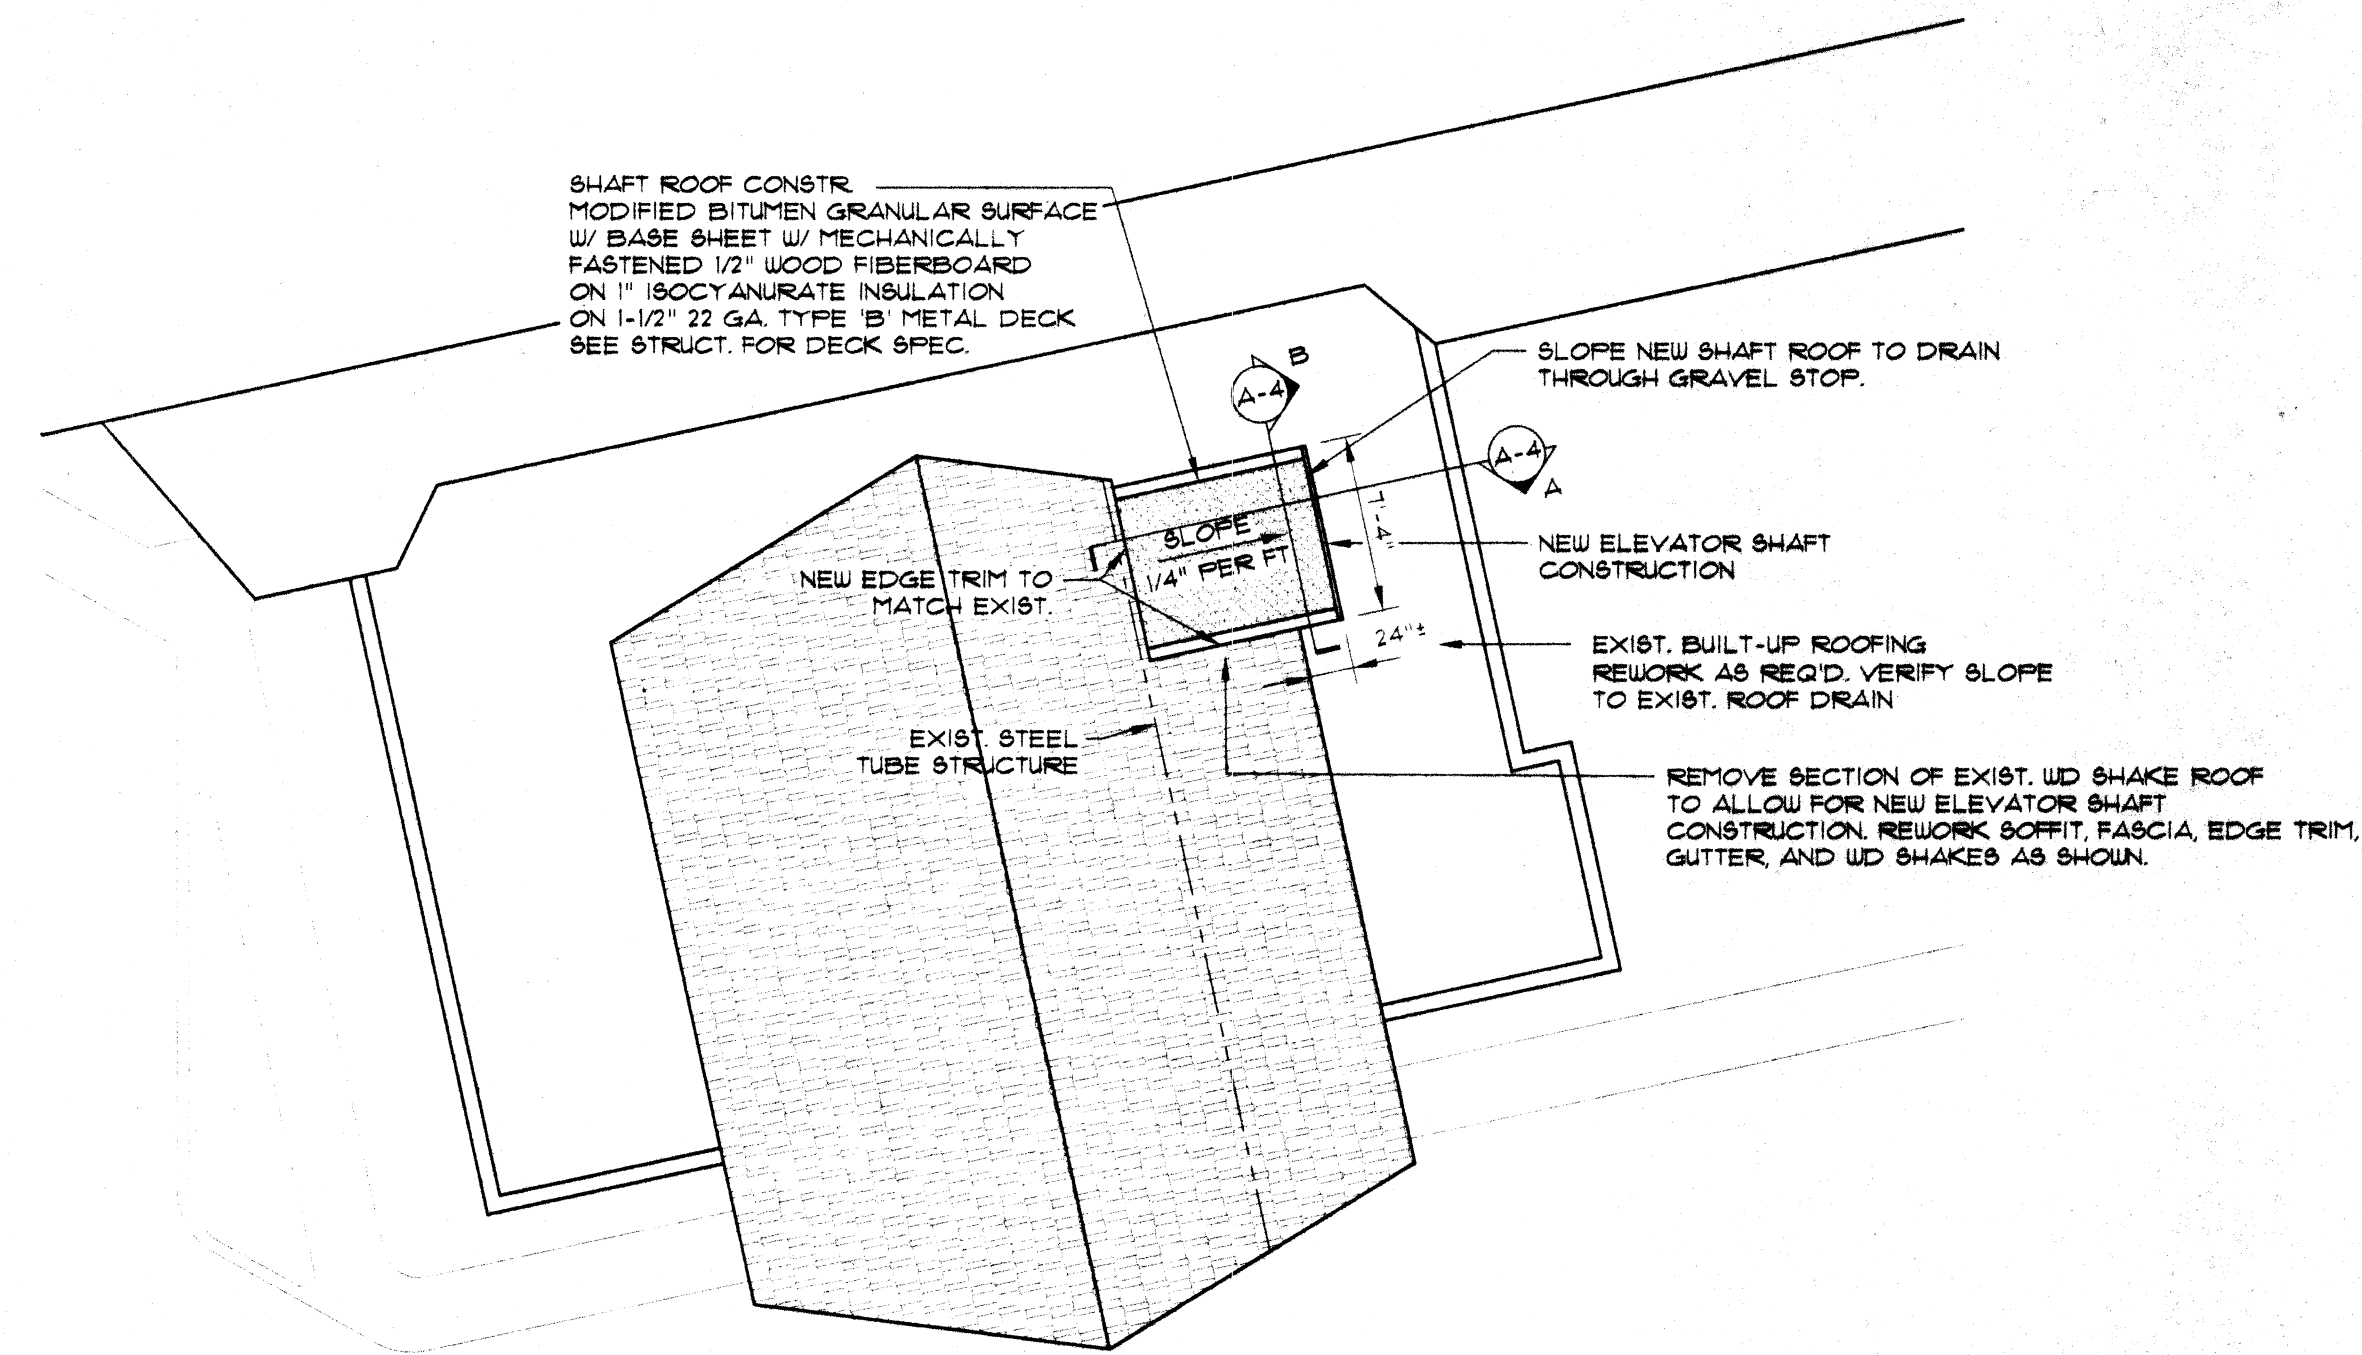 SHAFT ROOF CONSTR.
MODIFIED BITUMEN GRANULAR SURFACE
W/ BASE SHEET W/ MECHANICALLY
FASTENED 1/2" WOOD FIBERBOARD
ON 1" ISOCYANURATE INSULATION
ON 1-1/2" 22 GA. TYPE 'B' METAL DECK
SEE STRUCT. FOR DECK SPEC.
B
A-4
SLOPE NEW SHAFT ROOF TO DRAIN
THROUGH GRAVEL STOP.
A-4
A
7'-4"
SLOPE
1/4" PER FT
NEW ELEVATOR SHAFT
CONSTRUCTION
NEW EDGE TRIM TO
MATCH EXIST.
24"±
EXIST. BUILT-UP ROOFING
REWORK AS REQ'D. VERIFY SLOPE
TO EXIST. ROOF DRAIN
EXIST. STEEL
TUBE STRUCTURE
REMOVE SECTION OF EXIST. WD SHAKE ROOF
TO ALLOW FOR NEW ELEVATOR SHAFT
CONSTRUCTION. REWORK SOFFIT, FASCIA, EDGE TRIM,
GUTTER, AND WD SHAKES AS SHOWN.